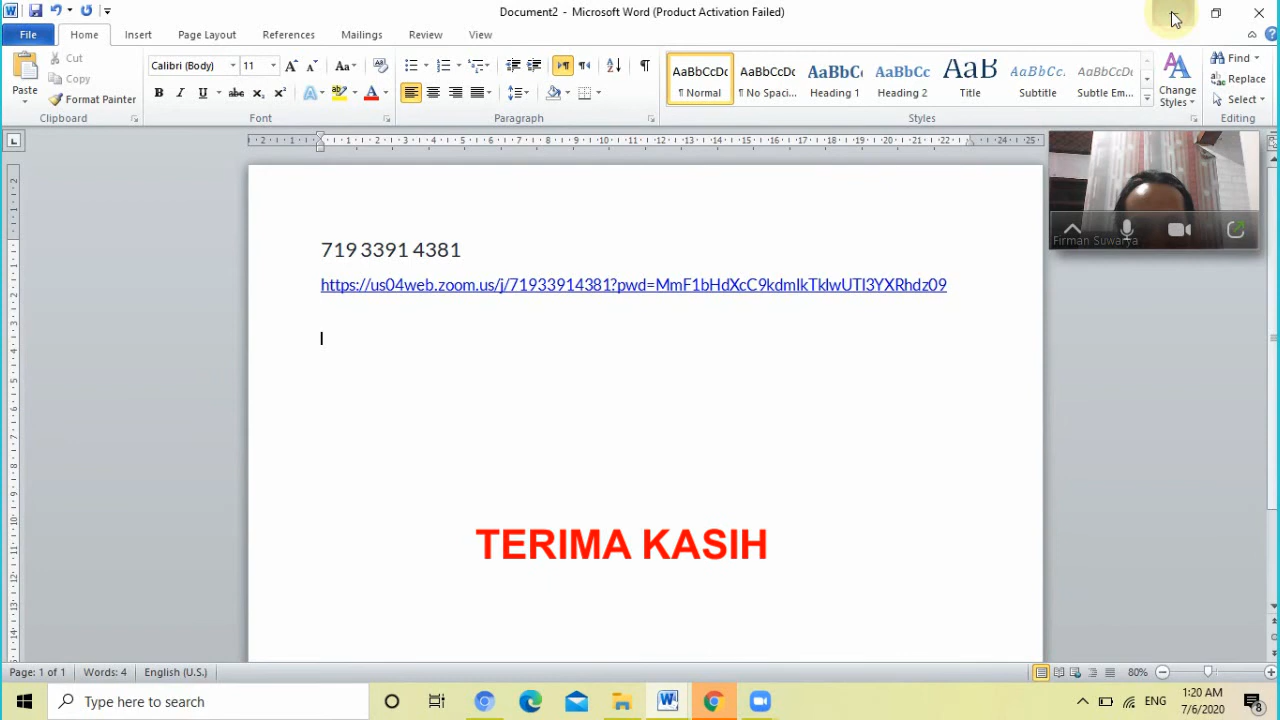 Document2 - Microsoft Word (Product Activation Failed)
File Home Insert Page Layout References Mailings Review View
Cut
Copy
Format Painter
Paste
Calibri (Body) 11
AaBbCcDc AaBbCcDc AaBbC AaBbCc AaB AaBbCc. AaBbCcDc
¶ Normal ¶ No Spaci... Heading 1 Heading 2 Title Subtitle Subtle Em...
Change Styles
Find
Replace
Select
Clipboard Font Paragraph Styles Editing
719 3391 4381
https://us04web.zoom.us/j/71933914381?pwd=MmF1bHdXcC9kdmlkTklwUTI3YXRhdz09
TERIMA KASIH
Firman Suwarya
Page: 1 of 1 Words: 4 English (U.S.) 80%
Type here to search
ENG
1:20 AM
7/6/2020
8